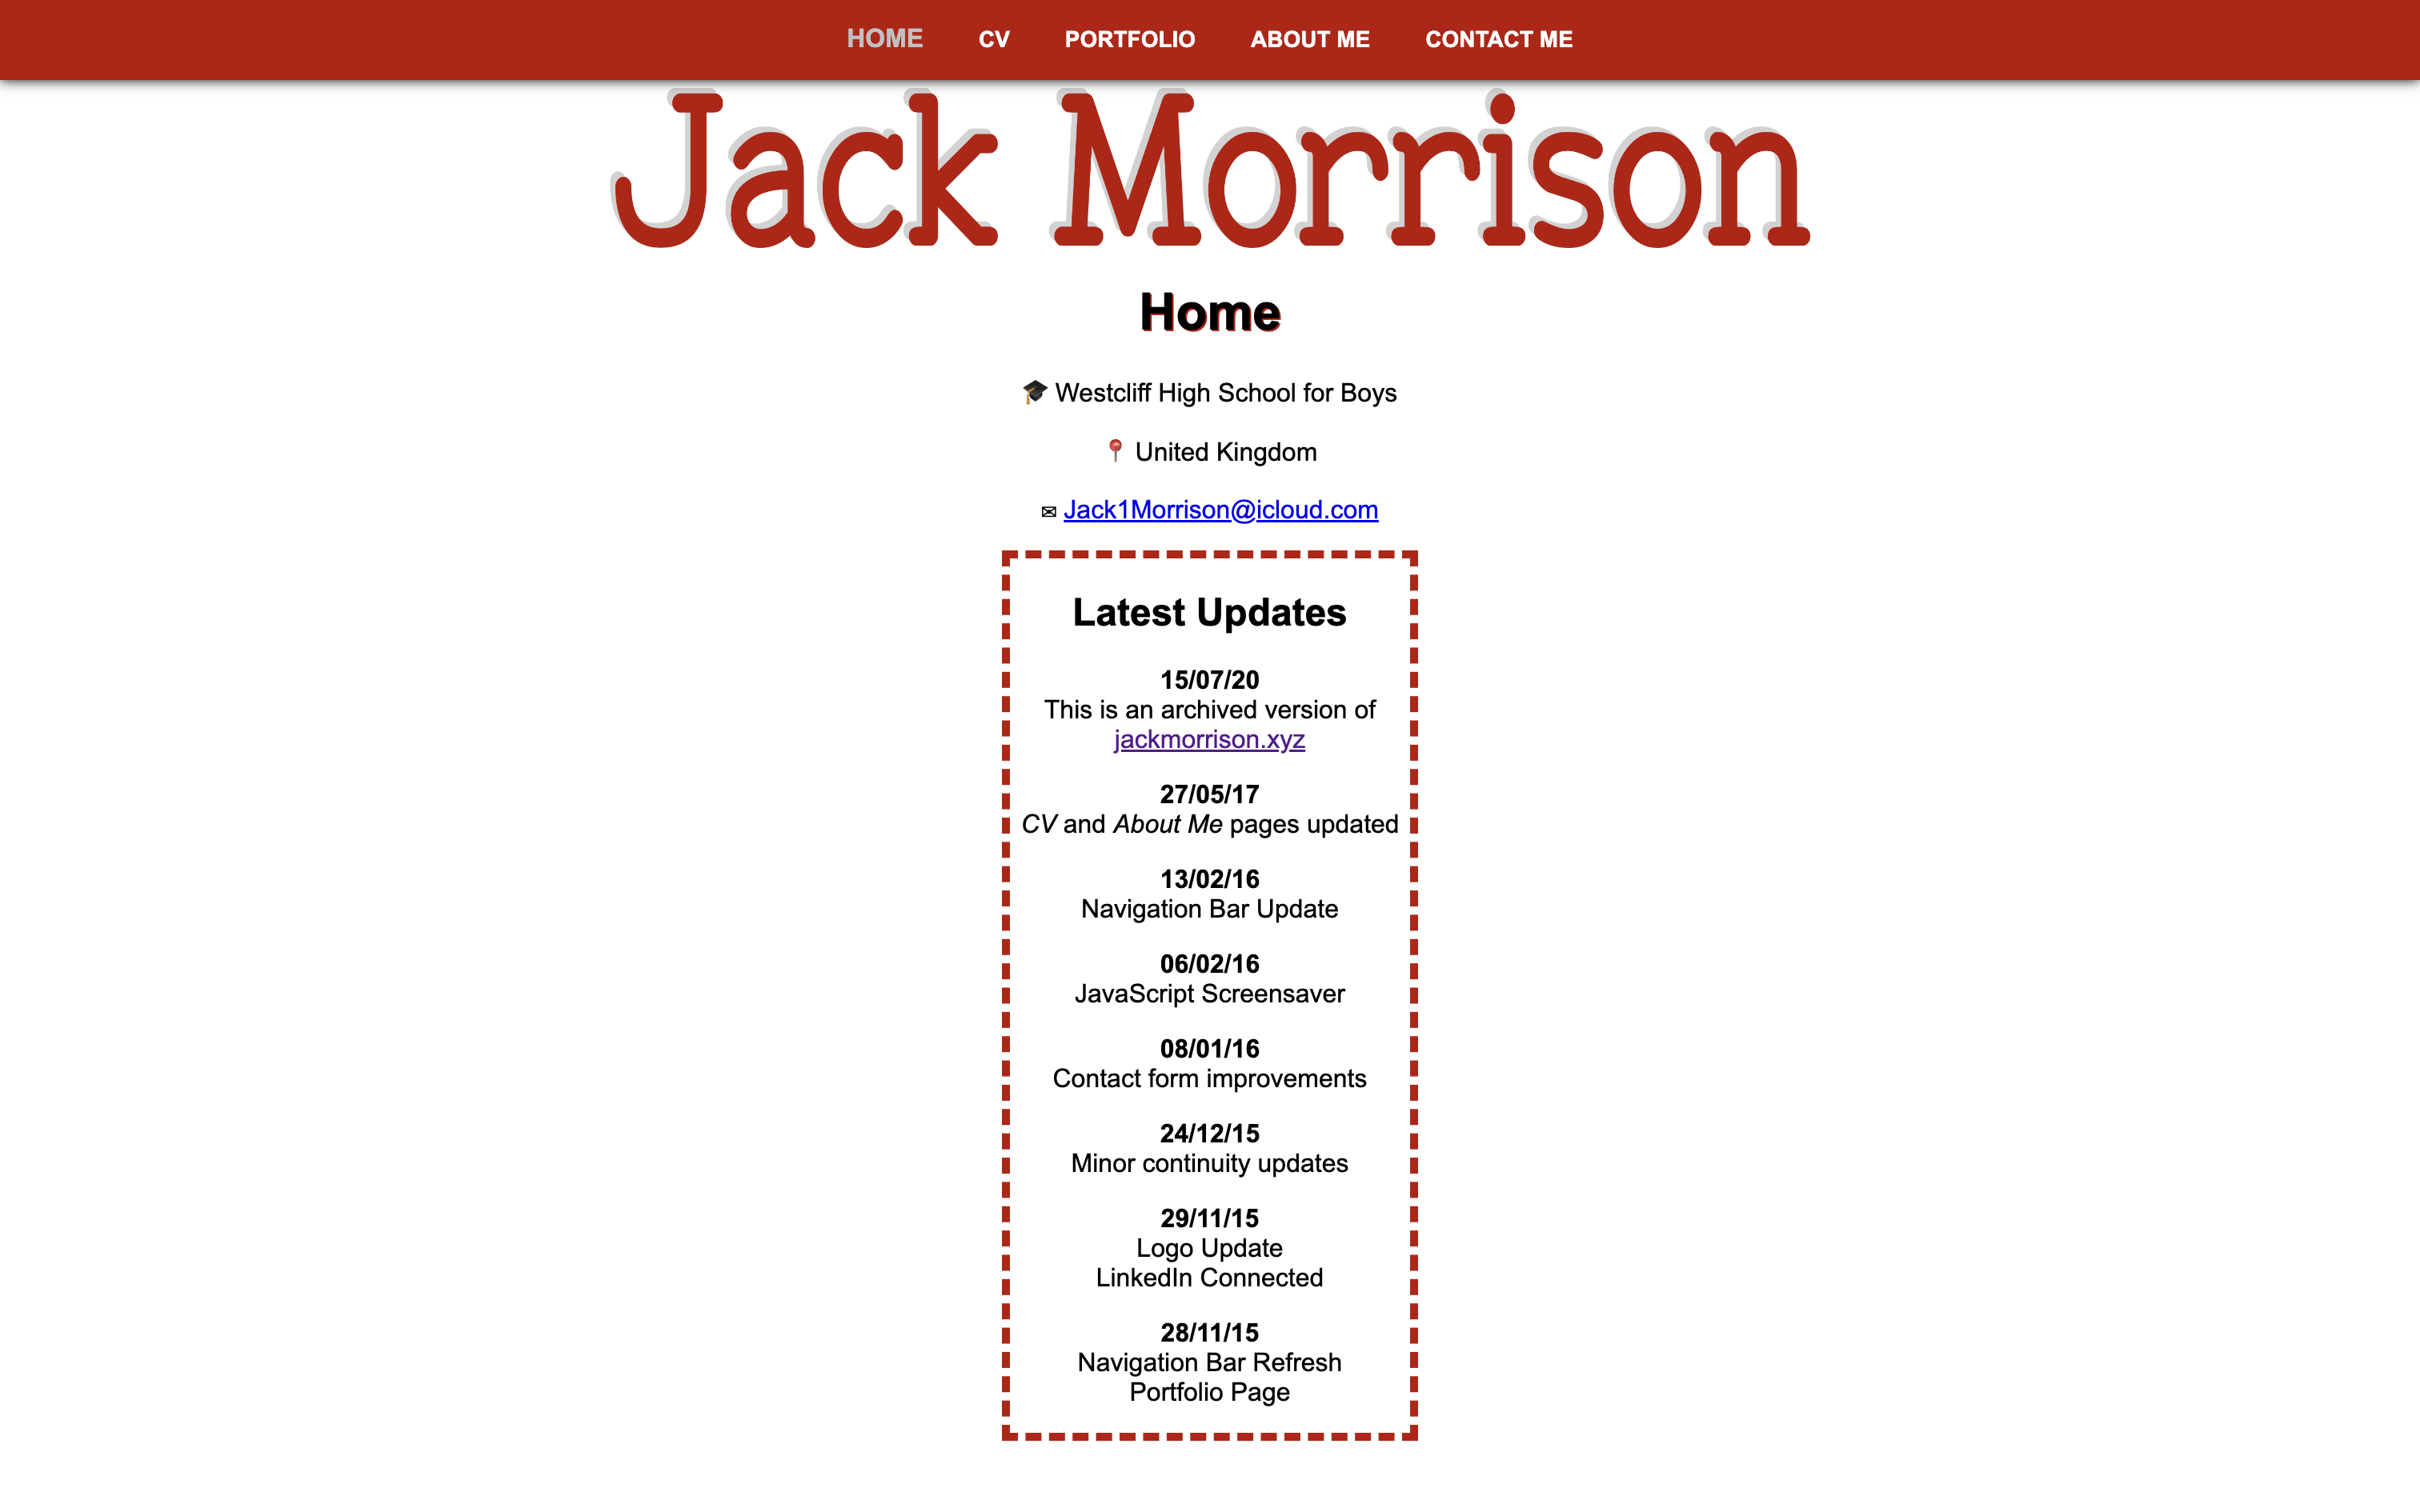 HOME CV PORTFOLIO ABOUT ME CONTACT ME
Jack Morrison
Home
🎓 Westcliff High School for Boys
📍 United Kingdom
✉ Jack1Morrison@icloud.com
Latest Updates
15/07/20
This is an archived version of
jackmorrison.xyz
27/05/17
CV and About Me pages updated
13/02/16
Navigation Bar Update
06/02/16
JavaScript Screensaver
08/01/16
Contact form improvements
24/12/15
Minor continuity updates
29/11/15
Logo Update
LinkedIn Connected
28/11/15
Navigation Bar Refresh
Portfolio Page